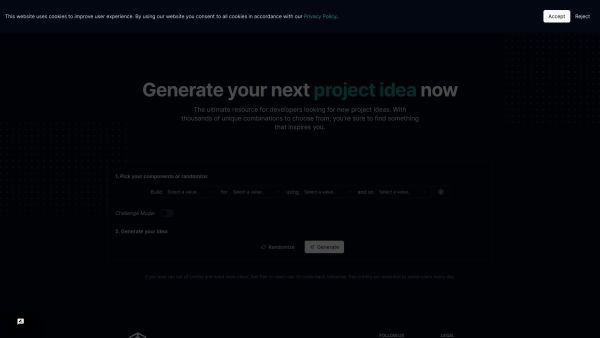 This website uses cookies to improve user experience. By using our website you consent to all cookies in accordance with our Privacy Policy.
Accept
Reject
Generate your next project idea now
The ultimate resource for developers looking for new project ideas. With
thousands of unique combinations to choose from, you're sure to find something
that inspires you.
1. Pick your components or randomize
Build Select a value... for Select a value... using Select a value... and on Select a value...
Challenge Mode
2. Generate your idea
Randomize
Generate
FOLLOW US
LEGAL